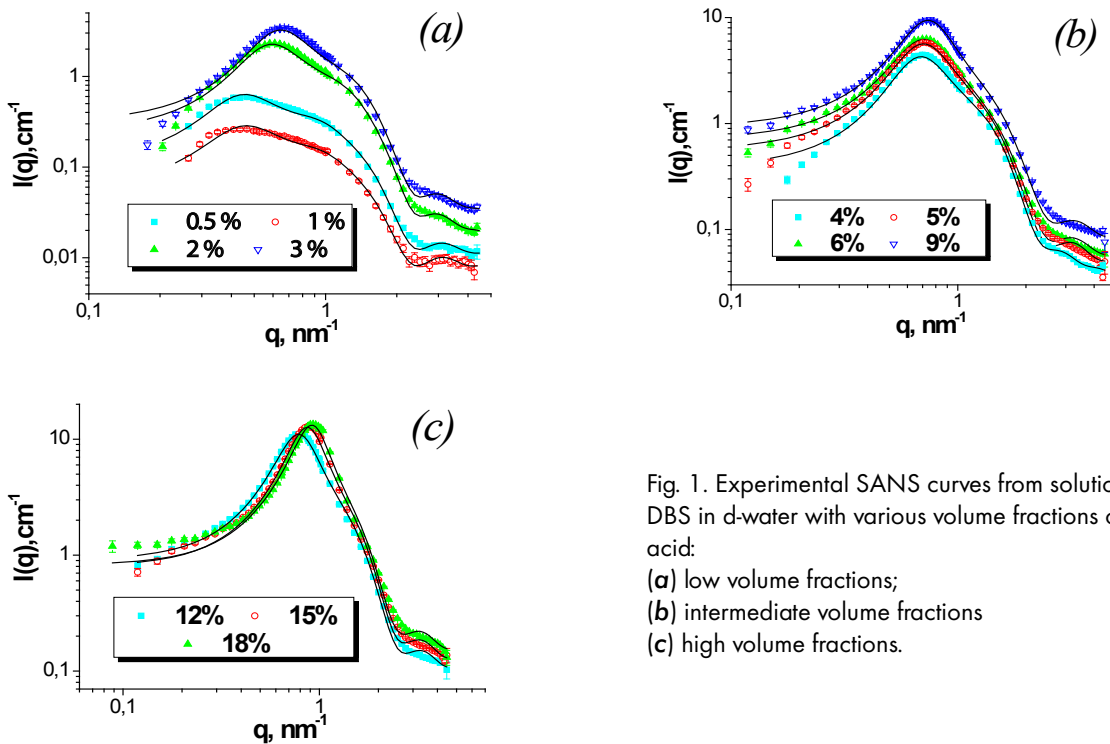 (a)
I(q),cm⁻¹
1
0,1
0,01
0.5 % 1 %
2 % 3 %
0,1 1
q, nm⁻¹
(b)
I(q),cm⁻¹
10
1
0,1
4% 5%
6% 9%
0,1 1
q, nm⁻¹
(c)
I(q),cm⁻¹
10
1
0,1
12% 15%
18%
0,1 1
q, nm⁻¹
Fig. 1. Experimental SANS curves from
DBS in d-water with various volume fractions
acid:
(a) low volume fractions;
(b) intermediate volume fractions
(c) high volume fractions.